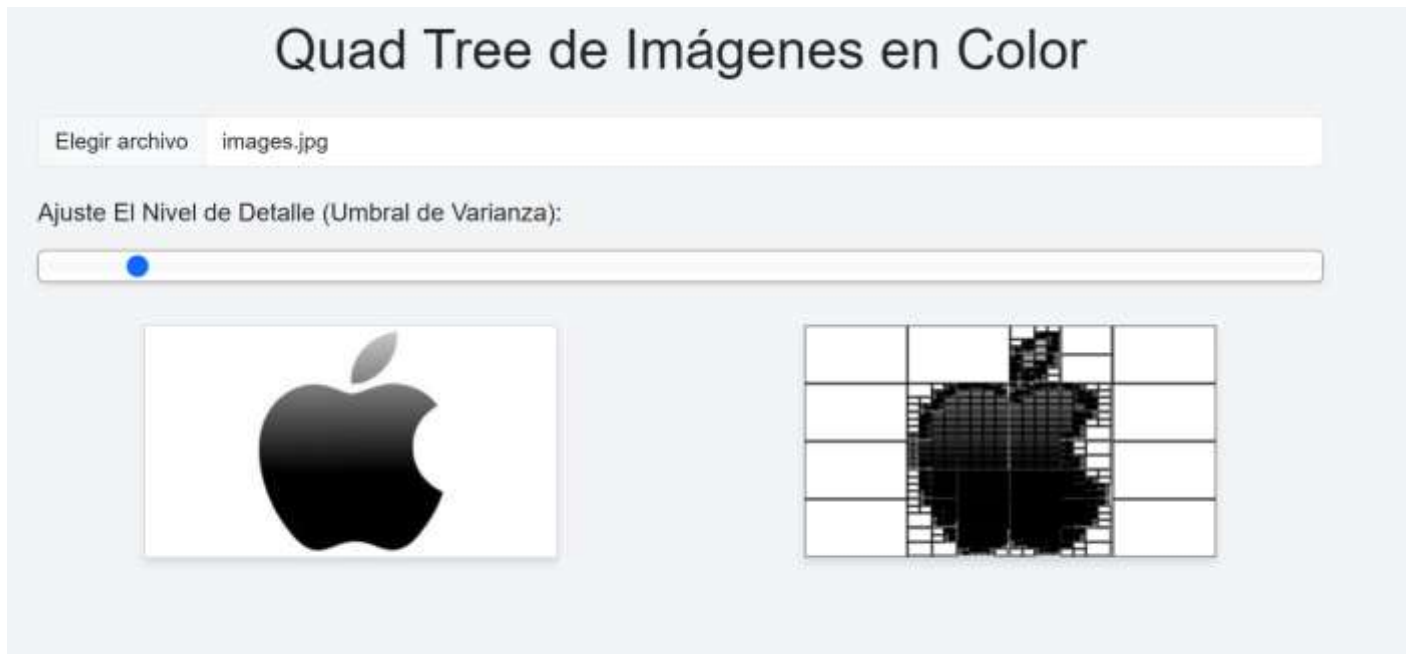 Quad Tree de Imágenes en Color
Elegir archivo images.jpg
Ajuste El Nivel de Detalle (Umbral de Varianza):